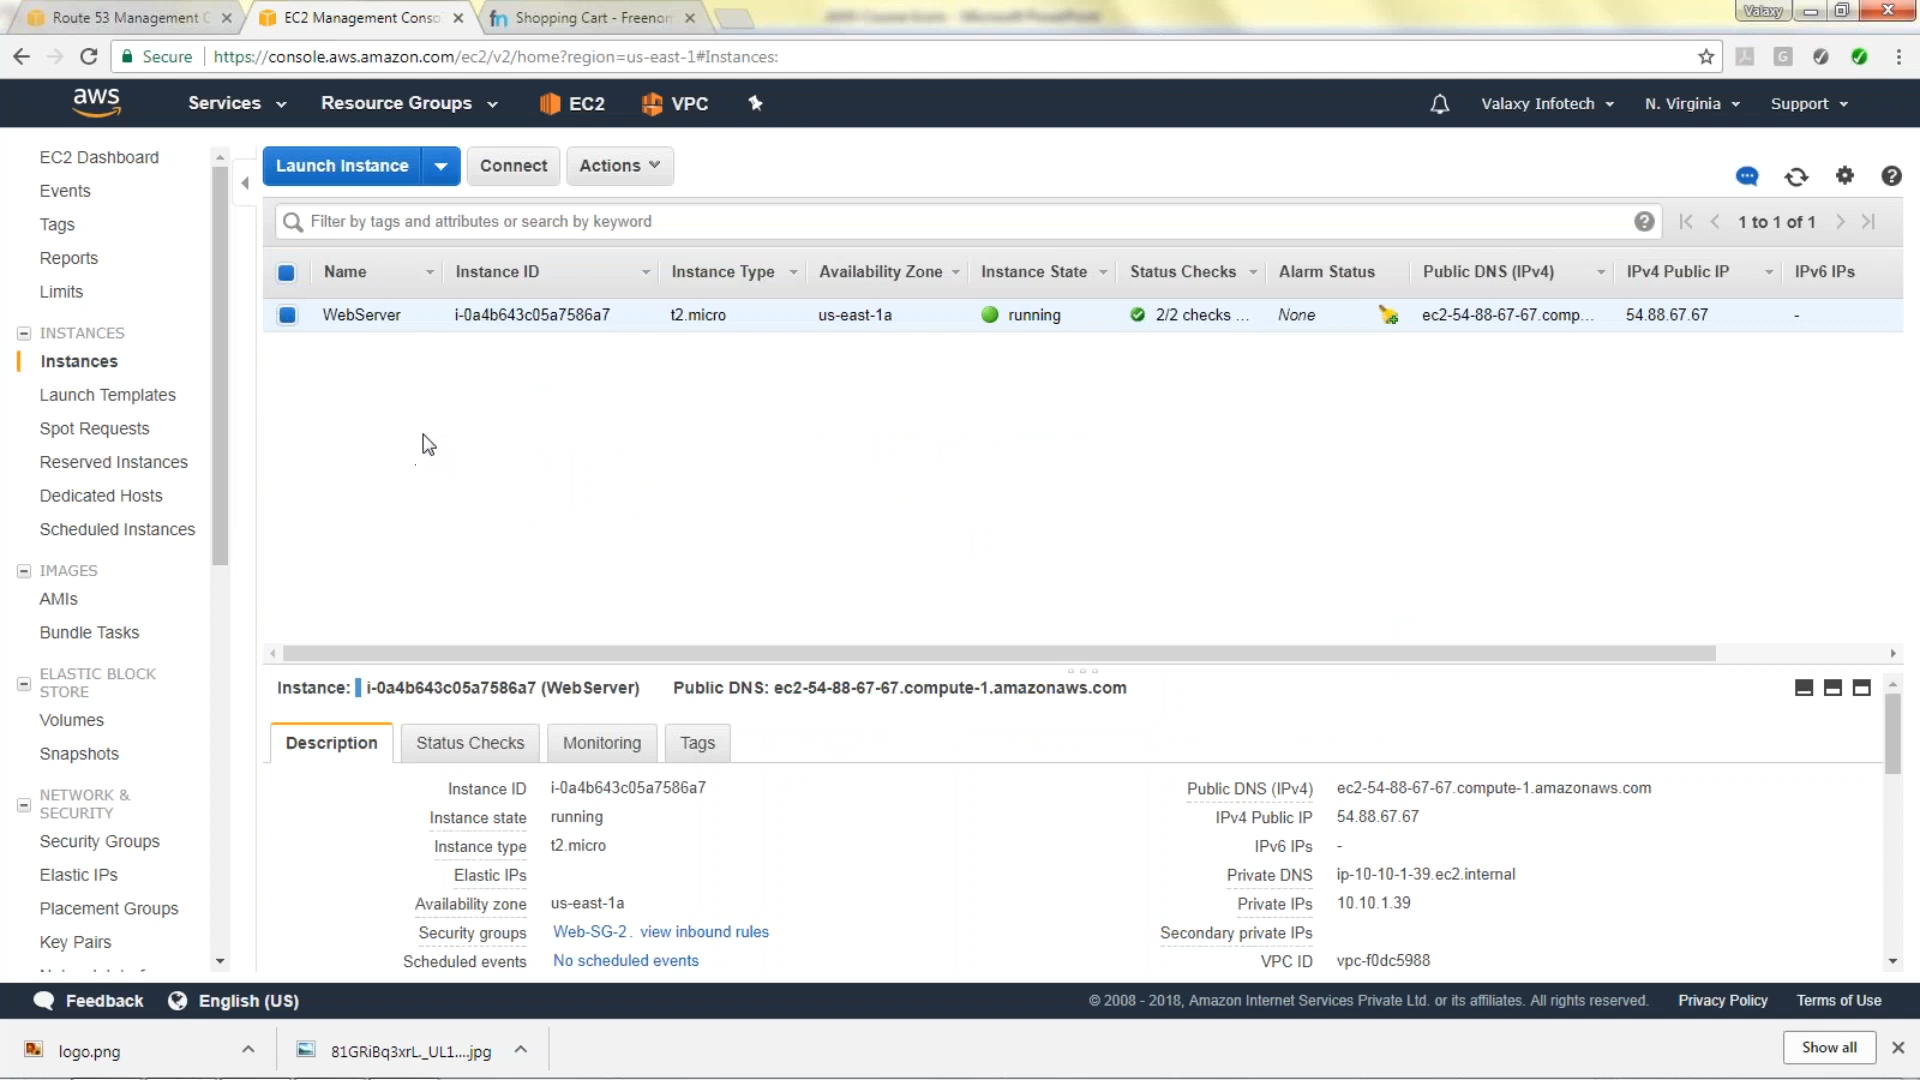 Route 53 Management C
EC2 Management Conso
Shopping Cart - Freenom
Valaxy
Secure
https://console.aws.amazon.com/ec2/v2/home?region=us-east-1#Instances:
aws
Services
Resource Groups
EC2
VPC
Valaxy Infotech
N. Virginia
Support
EC2 Dashboard
Events
Tags
Reports
Limits
INSTANCES
Instances
Launch Templates
Spot Requests
Reserved Instances
Dedicated Hosts
Scheduled Instances
IMAGES
AMIs
Bundle Tasks
ELASTIC BLOCK
STORE
Volumes
Snapshots
NETWORK &
SECURITY
Security Groups
Elastic IPs
Placement Groups
Key Pairs
Launch Instance
Connect
Actions
Filter by tags and attributes or search by keyword
1 to 1 of 1
Name Instance ID Instance Type Availability Zone Instance State Status Checks Alarm Status Public DNS (IPv4) IPv4 Public IP IPv6 IPs
WebServer i-0a4b643c05a7586a7 t2.micro us-east-1a running 2/2 checks ... None ec2-54-88-67-67.comp... 54.88.67.67 -
Instance: i-0a4b643c05a7586a7 (WebServer) Public DNS: ec2-54-88-67-67.compute-1.amazonaws.com
Description Status Checks Monitoring Tags
Instance ID i-0a4b643c05a7586a7
Instance state running
Instance type t2.micro
Elastic IPs
Availability zone us-east-1a
Security groups Web-SG-2. view inbound rules
Scheduled events No scheduled events
Public DNS (IPv4) ec2-54-88-67-67.compute-1.amazonaws.com
IPv4 Public IP 54.88.67.67
IPv6 IPs -
Private DNS ip-10-10-1-39.ec2.internal
Private IPs 10.10.1.39
Secondary private IPs
VPC ID vpc-f0dc5988
Feedback
English (US)
© 2008 - 2018, Amazon Internet Services Private Ltd. or its affiliates. All rights reserved.
Privacy Policy
Terms of Use
logo.png
81GRiBq3xrL._UL1....jpg
Show all